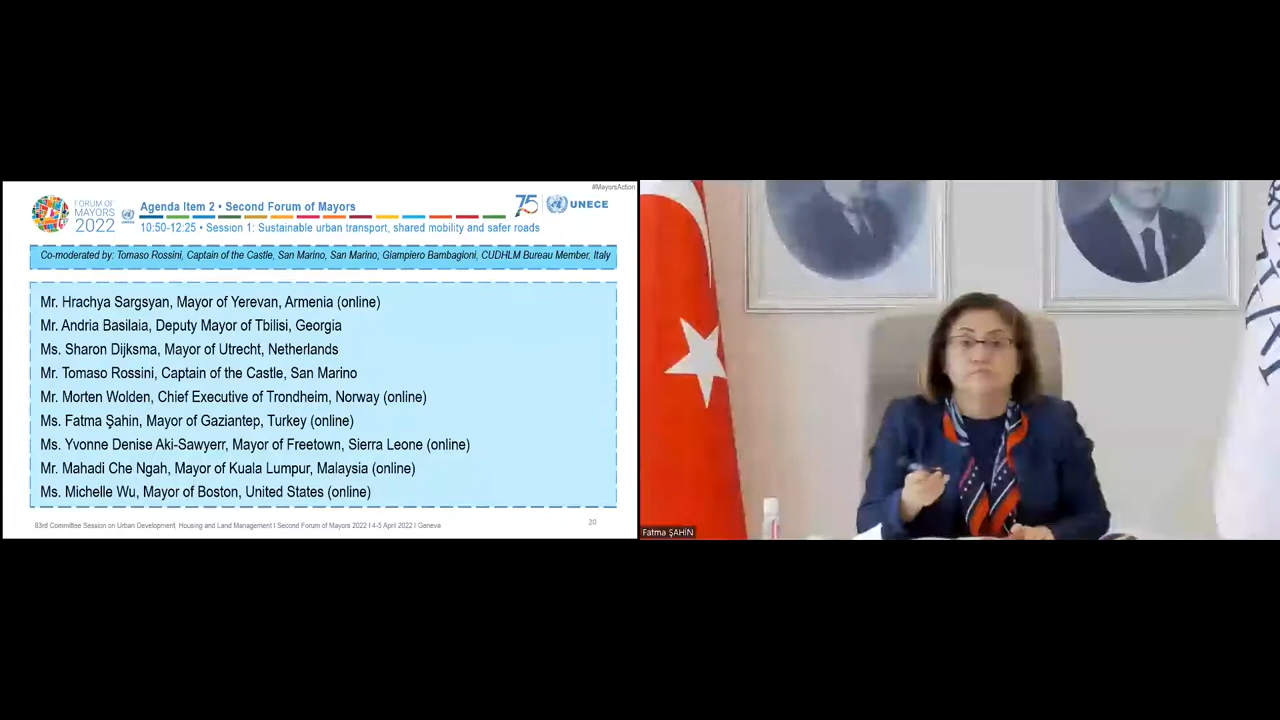 #MayorsAction
FORUM OF
MAYORS
2022
UNECE
Agenda Item 2 • Second Forum of Mayors
75
UNECE
10:50-12:25 • Session 1: Sustainable urban transport, shared mobility and safer roads
Co-moderated by: Tomaso Rossini, Captain of the Castle, San Marino, San Marino; Giampiero Bambagioni, CUDHLM Bureau Member, Italy
Mr. Hrachya Sargsyan, Mayor of Yerevan, Armenia (online)
Mr. Andria Basilaia, Deputy Mayor of Tbilisi, Georgia
Ms. Sharon Dijksma, Mayor of Utrecht, Netherlands
Mr. Tomaso Rossini, Captain of the Castle, San Marino
Mr. Morten Wolden, Chief Executive of Trondheim, Norway (online)
Ms. Fatma Şahin, Mayor of Gaziantep, Turkey (online)
Ms. Yvonne Denise Aki-Sawyerr, Mayor of Freetown, Sierra Leone (online)
Mr. Mahadi Che Ngah, Mayor of Kuala Lumpur, Malaysia (online)
Ms. Michelle Wu, Mayor of Boston, United States (online)
83rd Committee Session on Urban Development, Housing and Land Management I Second Forum of Mayors 2022 I 4-5 April 2022 I Geneva
20
Fatma ŞAHİN